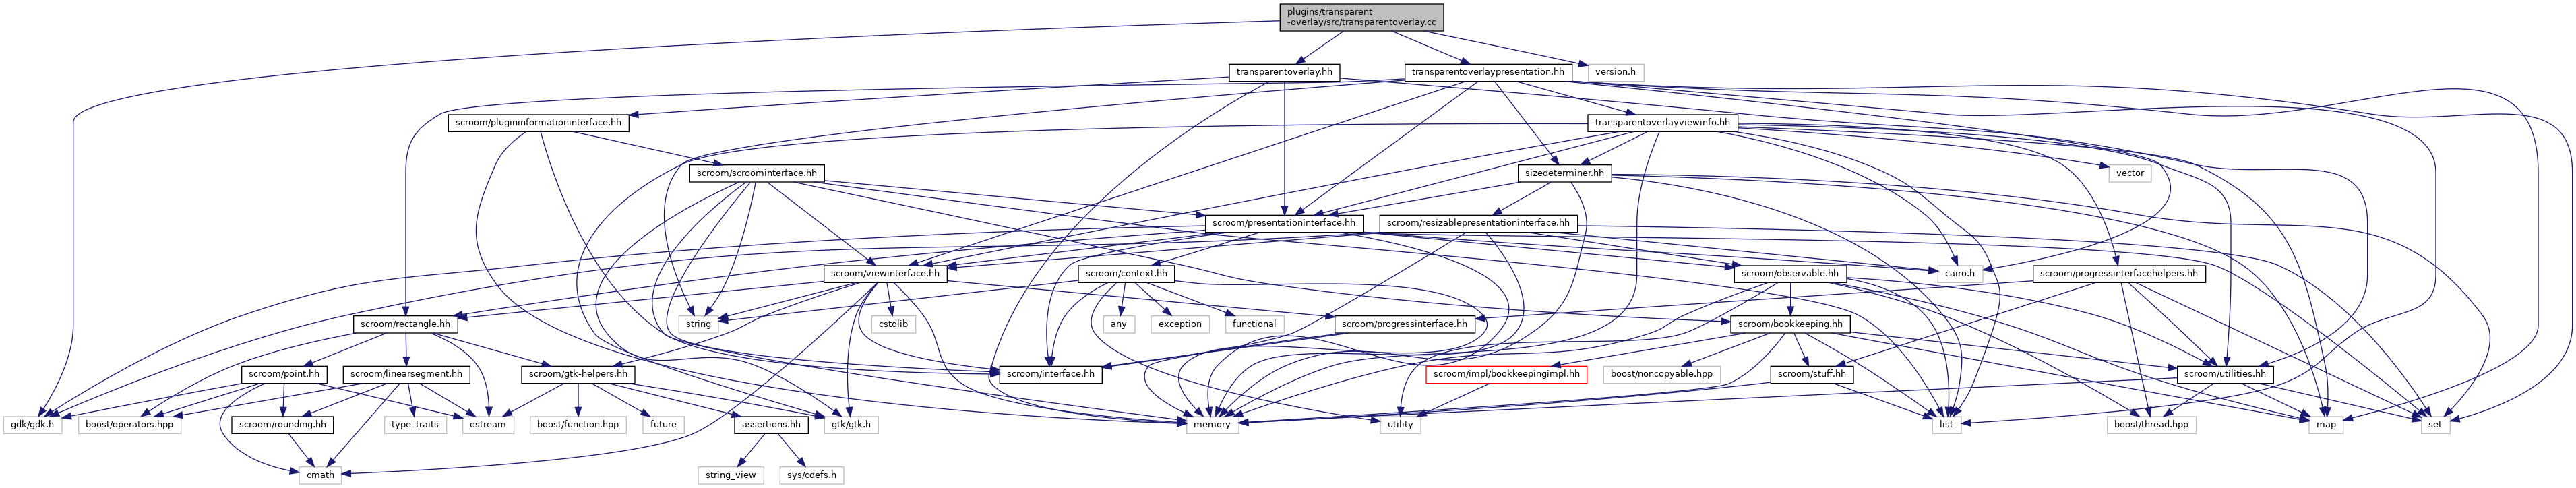 plugins/transparent
-overlay/src/transparentoverlay.cc
transparentoverlay.hh
transparentoverlaypresentation.hh
version.h
scroom/plugininformationinterface.hh
transparentoverlayviewinfo.hh
scroom/scroominterface.hh
sizedeterminer.hh
vector
scroom/presentationinterface.hh
scroom/resizablepresentationinterface.hh
scroom/viewinterface.hh
scroom/context.hh
scroom/observable.hh
cairo.h
scroom/progressinterfacehelpers.hh
scroom/rectangle.hh
string
cstdlib
any
exception
functional
scroom/progressinterface.hh
scroom/bookkeeping.hh
scroom/point.hh
scroom/linearsegment.hh
scroom/gtk-helpers.hh
scroom/interface.hh
scroom/impl/bookkeepingimpl.hh
boost/noncopyable.hpp
scroom/stuff.hh
scroom/utilities.hh
gdk/gdk.h
boost/operators.hpp
scroom/rounding.hh
type_traits
ostream
boost/function.hpp
future
assertions.hh
gtk/gtk.h
memory
utility
list
boost/thread.hpp
map
set
cmath
string_view
sys/cdefs.h